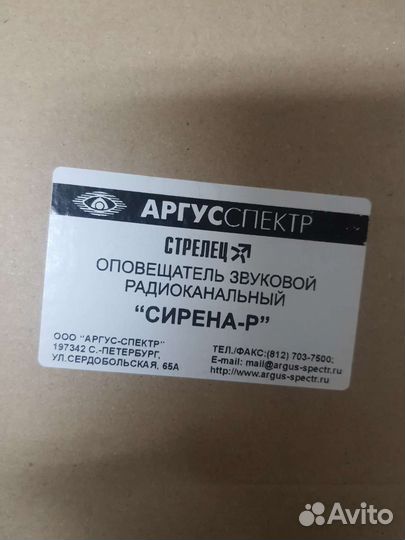 АРГУССПЕКТР
СТРЕЛЕЦ
ОПОВЕЩАТЕЛЬ ЗВУКОВОЙ
РАДИОКАНАЛЬНЫЙ
“СИРЕНА-Р”
ООО “АРГУС-СПЕКТР”
197342 С.-ПЕТЕРБУРГ,
УЛ.СЕРДОБОЛЬСКАЯ, 65А
ТЕЛ./ФАКС:(812) 703-7500;
E-mail: mail@argus-spectr.ru
http://www.argus-spectr.ru
Avito